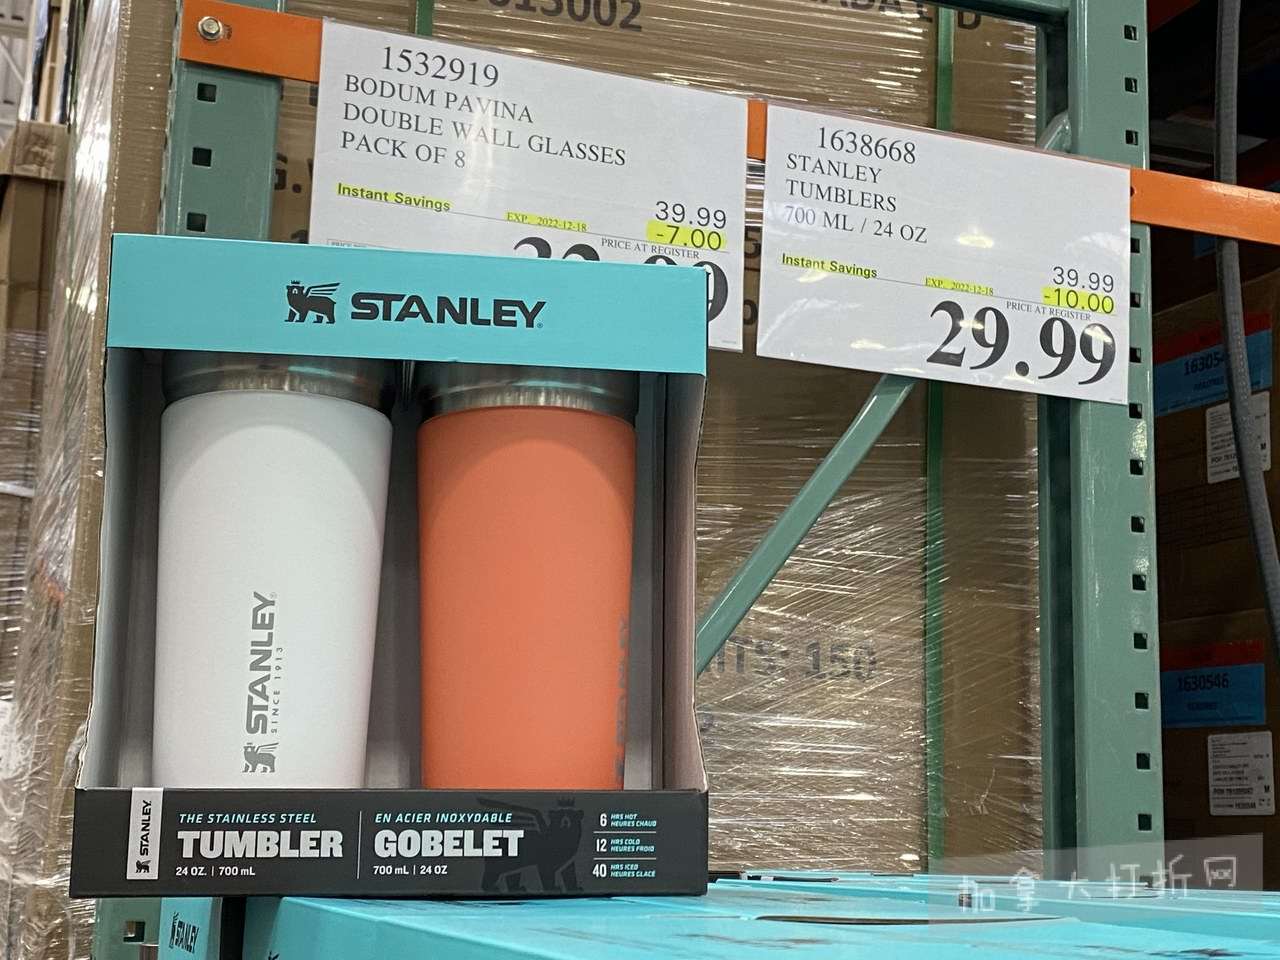 1532919
BODUM PAVINA
DOUBLE WALL GLASSES
PACK OF 8
Instant Savings
EXP. 2022-12-18
39.99
-7.00
PRICE AT REGISTER
1638668
STANLEY
TUMBLERS
700 ML / 24 OZ
Instant Savings
EXP. 2022-12-18
39.99
-10.00
PRICE AT REGISTER
29.99
STANLEY
STANLEY
SINCE 1913
STANLEY
STANLEY
THE STAINLESS STEEL
TUMBLER
24 OZ. | 700 mL
EN ACIER INOXYDABLE
GOBELET
700 mL | 24 OZ
6 HRS HOT
HEURES CHAUD
12 HRS COLD
HEURES FROID
40 HRS ICED
HEURES GLACÉ
STANLEY
1630546
加拿大打折网